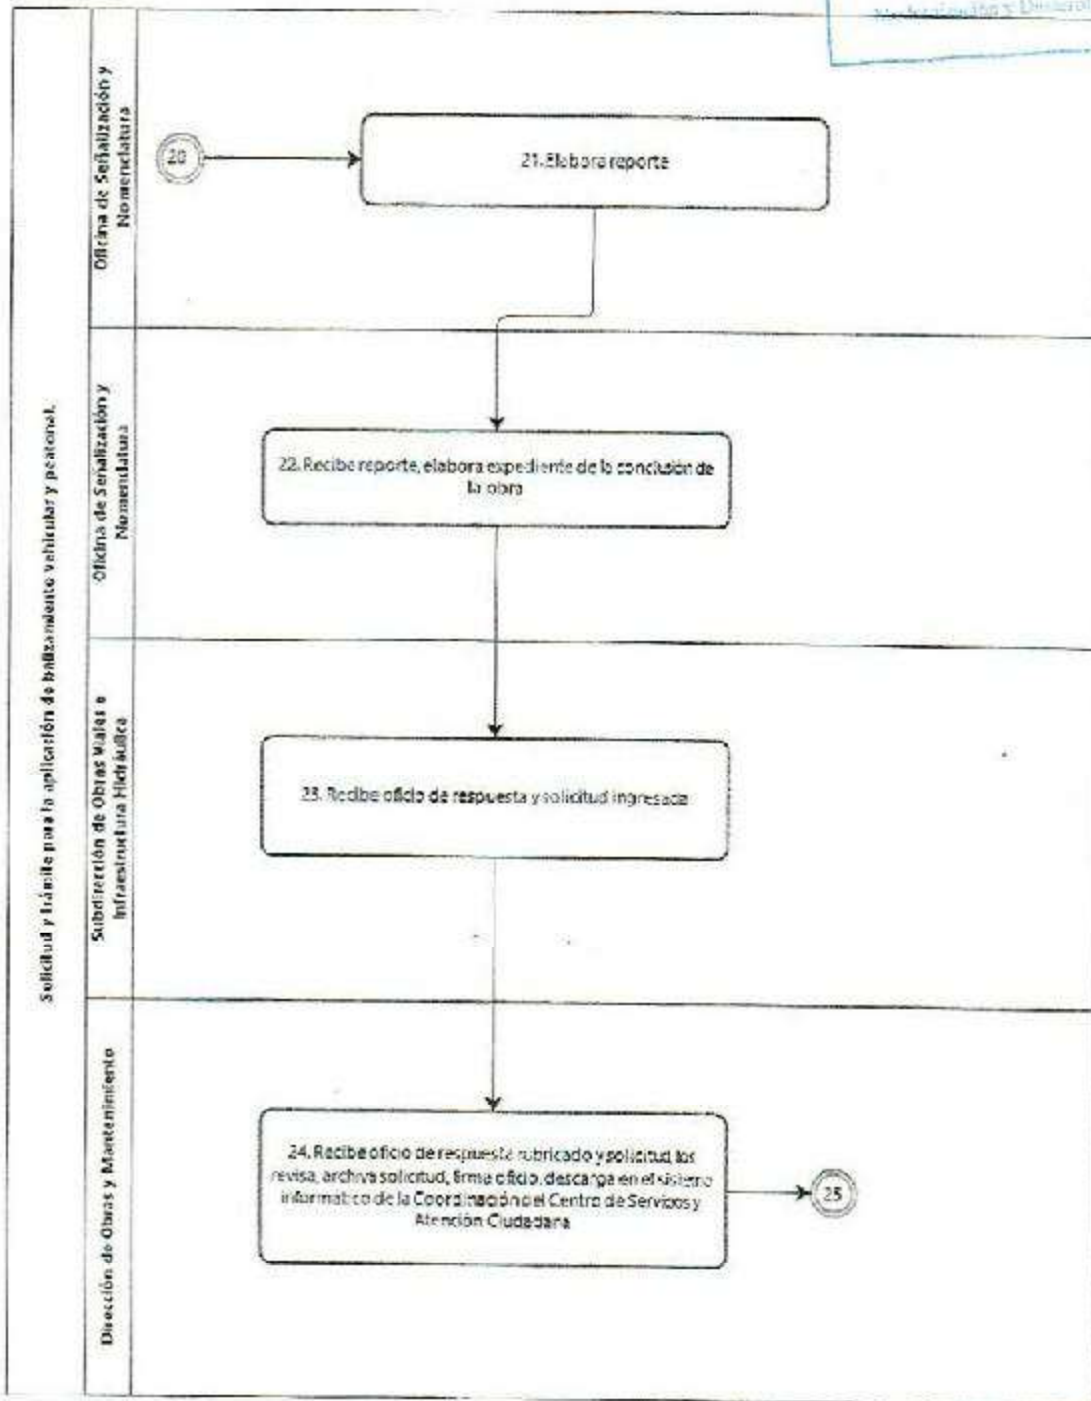 Modernización y Desarrollo
Solicitud y trámite para la aplicación de balizamiento vehicular y peatonal.
Oficina de Señalización y
Nomenclatura
20
21. Elabora reporte
Oficina de Señalización y
Nomenclatura
22. Recibe reporte, elabora expediente de la conclusión de
la obra
Subdirección de Obras Viales e
Infraestructura Hidráulica
23. Recibe oficio de respuesta y solicitud ingresada
Dirección de Obras y Mantenimiento
24. Recibe oficio de respuesta rubricado y solicitud, los
revisa, archiva solicitud, firma oficio, descarga en el sistema
informático de la Coordinación del Centro de Servicios y
Atención Ciudadana
25